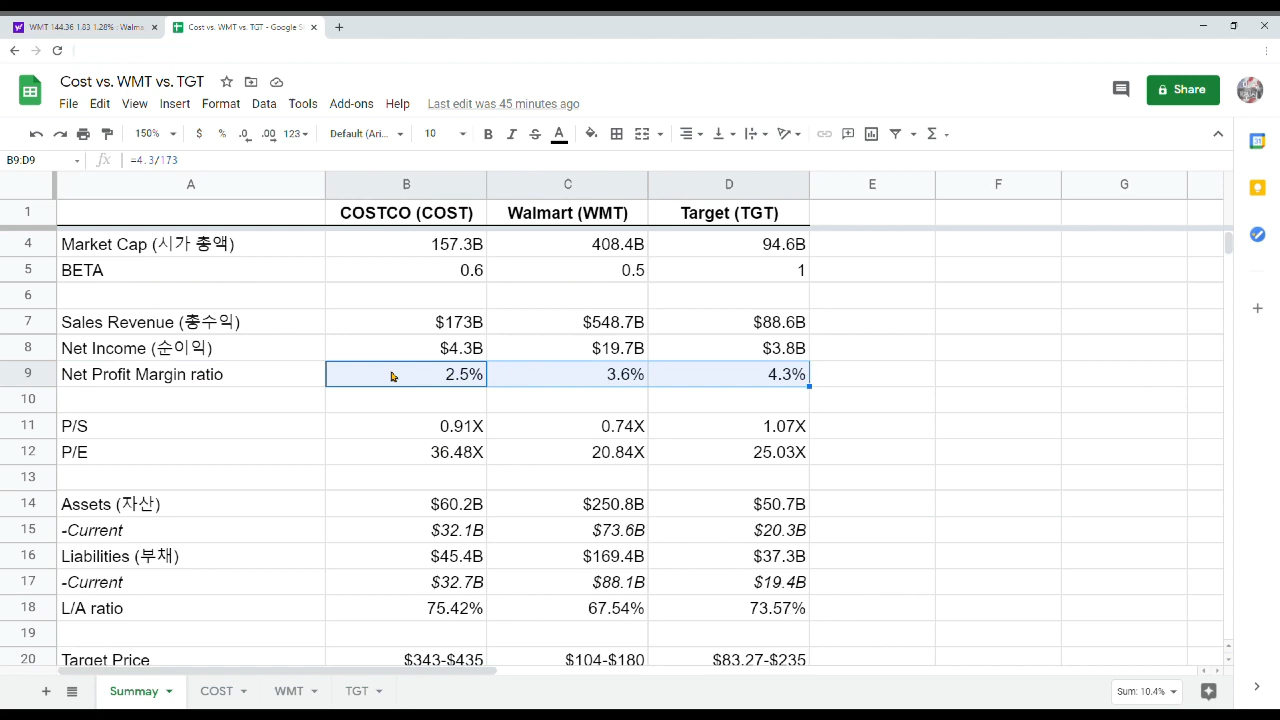 WMT 144.36 1.83 1.28% : Walma
Cost vs. WMT vs. TGT - Google S
Cost vs. WMT vs. TGT
File Edit View Insert Format Data Tools Add-ons Help Last edit was 45 minutes ago
Share
150% $ % .0 .00 123 Default (Ari... 10 B I S A
B9:D9 fx =4.3/173
A B C D E F G
1 COSTCO (COST) Walmart (WMT) Target (TGT)
4 Market Cap (시가 총액) 157.3B 408.4B 94.6B
5 BETA 0.6 0.5 1
6
7 Sales Revenue (총수익) $173B $548.7B $88.6B
8 Net Income (순이익) $4.3B $19.7B $3.8B
9 Net Profit Margin ratio 2.5% 3.6% 4.3%
10
11 P/S 0.91X 0.74X 1.07X
12 P/E 36.48X 20.84X 25.03X
13
14 Assets (자산) $60.2B $250.8B $50.7B
15 -Current $32.1B $73.6B $20.3B
16 Liabilities (부채) $45.4B $169.4B $37.3B
17 -Current $32.7B $88.1B $19.4B
18 L/A ratio 75.42% 67.54% 73.57%
19
20 Target Price $343-$435 $104-$180 $83.27-$235
Summay COST WMT TGT Sum: 10.4%